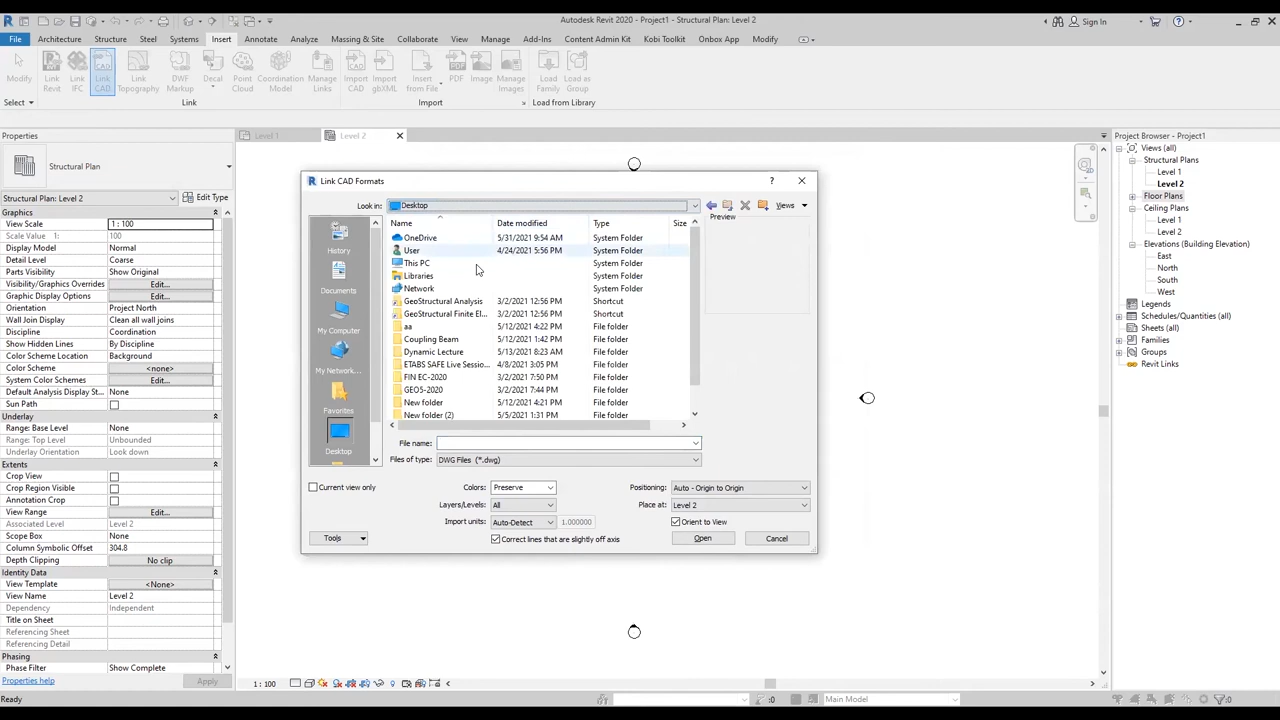 Autodesk Revit 2020 - Project1 - Structural Plan: Level 2
Sign In
File Architecture Structure Steel Systems Insert Annotate Analyze Massing & Site Collaborate View Manage Add-Ins Content Admin Kit Kobi Toolkit Onbox App Modify
Modify Link Revit Link IFC Link CAD Link Topography DWF Markup Decal Point Cloud Coordination Model Manage Links Import CAD Import gbXML Insert from File PDF Image Manage Images Load Family Load as Group
Select Link Import Load from Library
Properties
Structural Plan
Structural Plan: Level 2 Edit Type
Graphics
View Scale 1 : 100
Scale Value 1: 100
Display Model Normal
Detail Level Coarse
Parts Visibility Show Original
Visibility/Graphics Overrides Edit...
Graphic Display Options Edit...
Orientation Project North
Wall Join Display Clean all wall joins
Discipline Coordination
Show Hidden Lines By Discipline
Color Scheme Location Background
Color Scheme <none>
System Color Schemes Edit...
Default Analysis Display St... None
Sun Path
Underlay
Range: Base Level None
Range: Top Level Unbounded
Underlay Orientation Look down
Extents
Crop View
Crop Region Visible
Annotation Crop
View Range Edit...
Associated Level Level 2
Scope Box None
Column Symbolic Offset 304.8
Depth Clipping No clip
Identity Data
View Template <None>
View Name Level 2
Dependency Independent
Title on Sheet
Referencing Sheet
Referencing Detail
Phasing
Phase Filter Show Complete
Properties help Apply
Ready
Level 1 Level 2
Link CAD Formats
Look in: Desktop Views
History
Documents
My Computer
My Network...
Favorites
Desktop
Name Date modified Type Size
OneDrive 5/31/2021 9:54 AM System Folder
User 4/24/2021 5:56 PM System Folder
This PC System Folder
Libraries System Folder
Network System Folder
GeoStructural Analysis 3/2/2021 12:56 PM Shortcut
GeoStructural Finite El... 3/2/2021 12:56 PM Shortcut
aa 5/12/2021 4:22 PM File folder
Coupling Beam 5/12/2021 1:42 PM File folder
Dynamic Lecture 5/13/2021 8:23 AM File folder
ETABS SAFE Live Sessio... 4/8/2021 3:05 PM File folder
FIN EC-2020 3/2/2021 7:50 PM File folder
GEO5-2020 3/2/2021 7:44 PM File folder
New folder 5/12/2021 4:21 PM File folder
New folder (2) 5/5/2021 1:31 PM File folder
Preview
File name:
Files of type: DWG Files (*.dwg)
Current view only
Colors: Preserve
Layers/Levels: All
Import units: Auto-Detect 1.000000
Correct lines that are slightly off axis
Positioning: Auto - Origin to Origin
Place at: Level 2
Orient to View
Tools Open Cancel
Project Browser - Project1
Views (all)
Structural Plans
Level 1
Level 2
Floor Plans
Ceiling Plans
Level 1
Level 2
Elevations (Building Elevation)
East
North
South
West
Legends
Schedules/Quantities (all)
Sheets (all)
Families
Groups
Revit Links
1 : 100
:0 Main Model :0